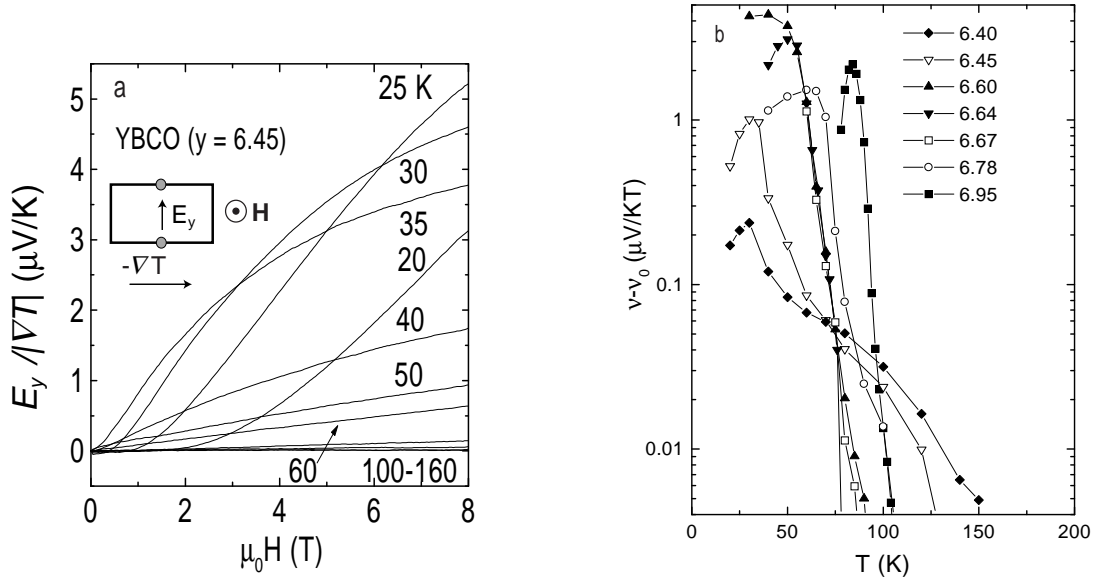 a
YBCO (y = 6.45)
E_y
H
-∇T
25 K
30
35
20
40
50
60
100-160
5
4
3
2
1
0
0 2 4 6 8
E_y /|∇T| (μV/K)
μ₀H (T)
b
6.40
6.45
6.60
6.64
6.67
6.78
6.95
1
0.1
0.01
0 50 100 150 200
ν-ν₀ (μV/KT)
T (K)